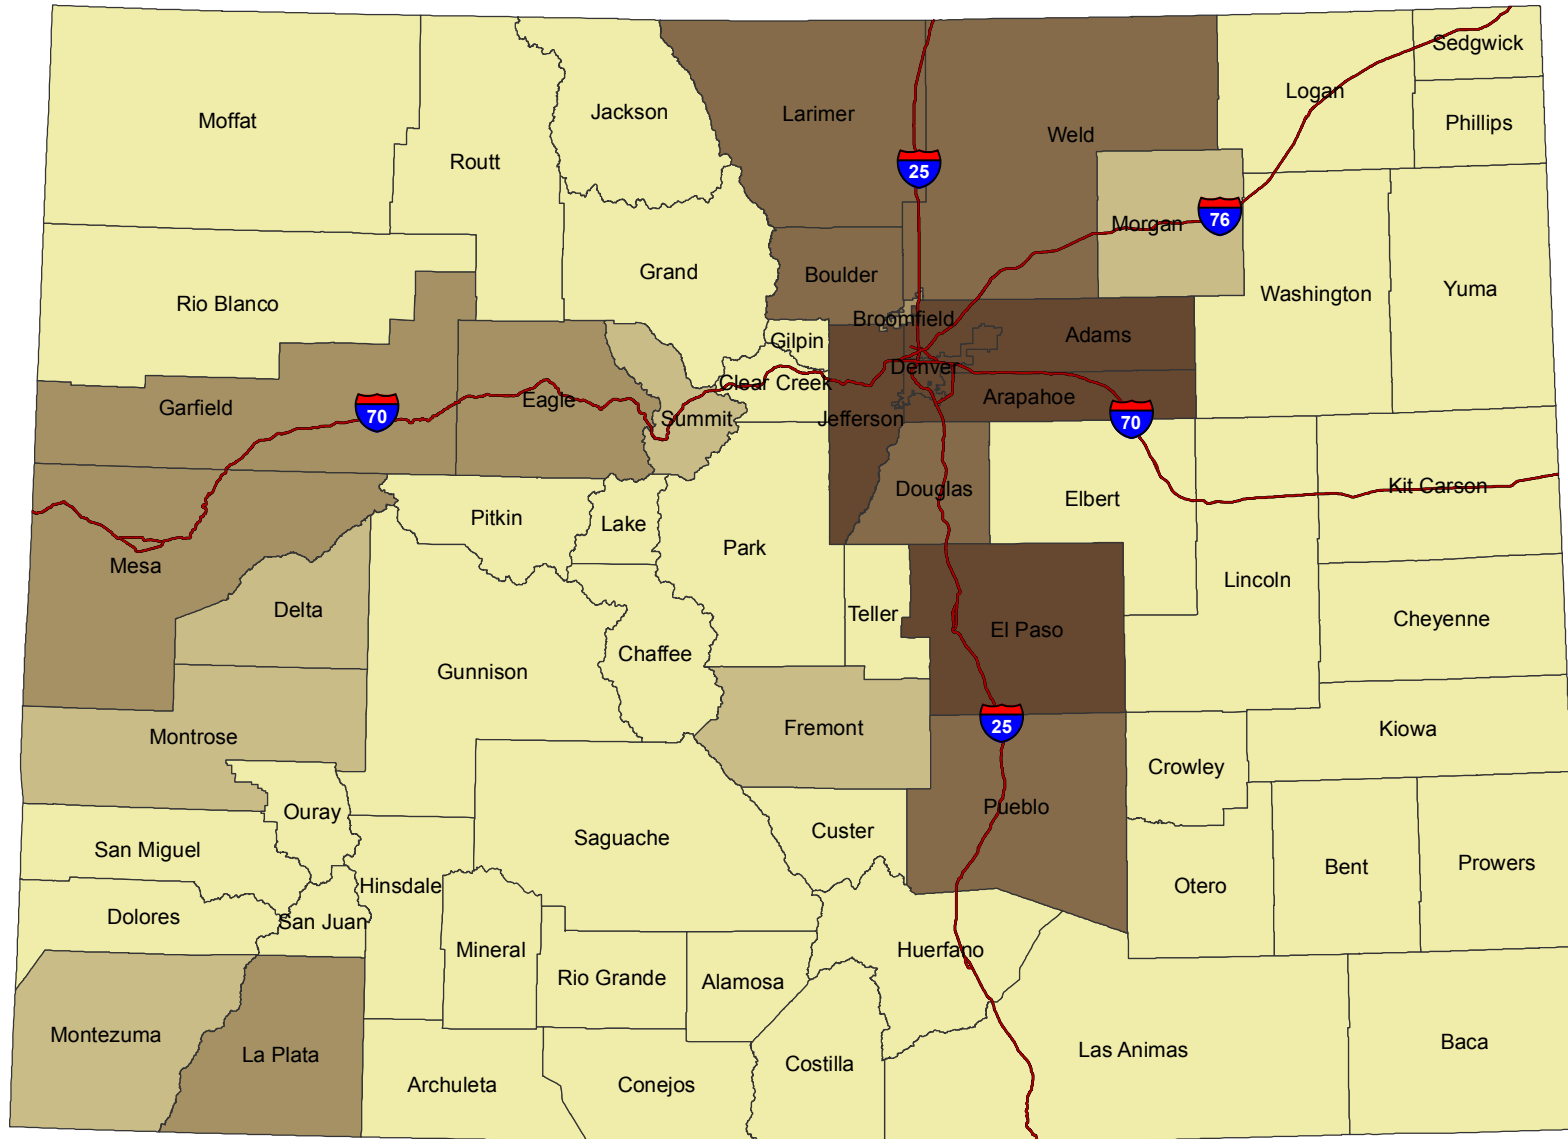 Sedgwick
Logan
Moffat
Jackson
Larimer
Weld
Phillips
Routt
25
76
Morgan
Grand
Boulder
Rio Blanco
Washington
Yuma
Broomfield
Gilpin
Adams
Denver
Clear Creek
Arapahoe
Garfield
70
Eagle
Summit
Jefferson
70
Douglas
Elbert
Kit Carson
Pitkin
Lake
Park
Mesa
Lincoln
Delta
Teller
El Paso
Cheyenne
Gunnison
Chaffee
Montrose
Fremont
25
Kiowa
Crowley
Ouray
Pueblo
San Miguel
Saguache
Custer
Bent
Prowers
Hinsdale
Otero
Dolores
San Juan
Mineral
Huerfano
Rio Grande
Alamosa
Montezuma
La Plata
Archuleta
Conejos
Costilla
Las Animas
Baca